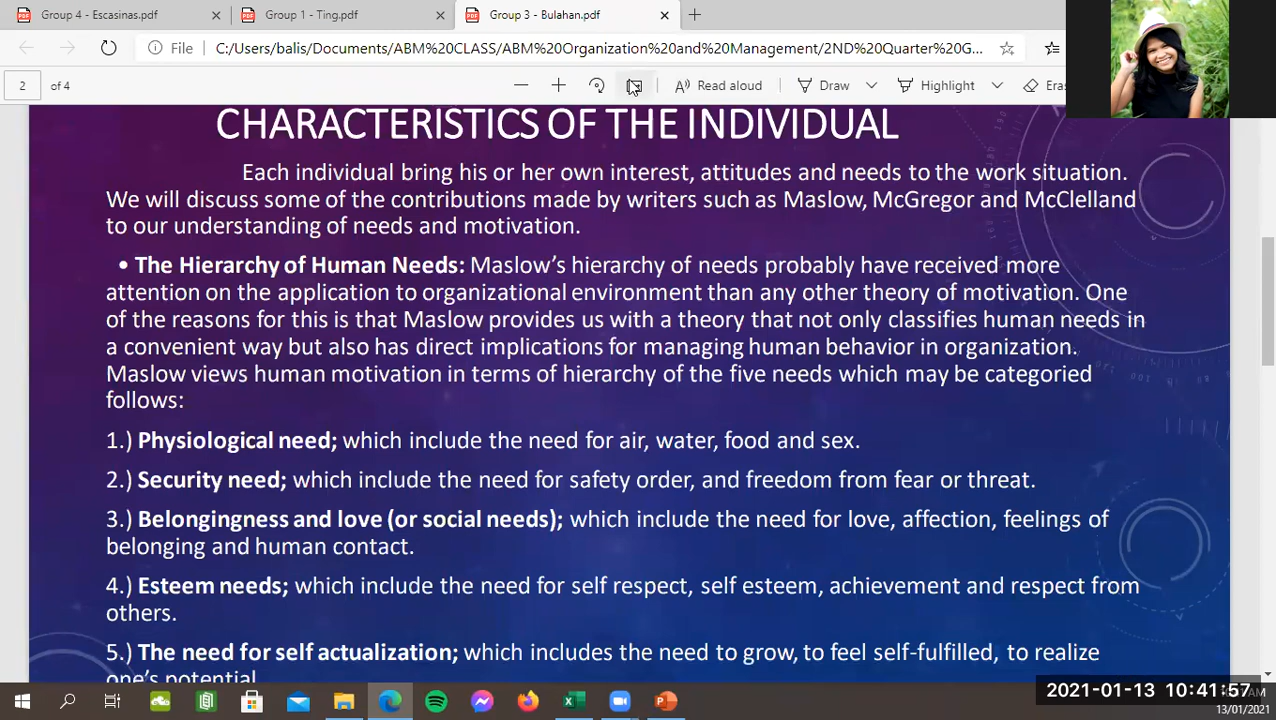 Group 4 - Escasinas.pdf
Group 1 - Ting.pdf
Group 3 - Bulahan.pdf
File
C:/Users/balis/Documents/ABM%20CLASS/ABM%20Organization%20and%20Management/2ND%20Quarter%20G...
2 of 4
Read aloud
Draw
Highlight
Eras
CHARACTERISTICS OF THE INDIVIDUAL
Each individual bring his or her own interest, attitudes and needs to the work situation.
We will discuss some of the contributions made by writers such as Maslow, McGregor and McClelland
to our understanding of needs and motivation.
• The Hierarchy of Human Needs: Maslow's hierarchy of needs probably have received more
attention on the application to organizational environment than any other theory of motivation. One
of the reasons for this is that Maslow provides us with a theory that not only classifies human needs in
a convenient way but also has direct implications for managing human behavior in organization.
Maslow views human motivation in terms of hierarchy of the five needs which may be categoried
follows:
1.) Physiological need; which include the need for air, water, food and sex.
2.) Security need; which include the need for safety order, and freedom from fear or threat.
3.) Belongingness and love (or social needs); which include the need for love, affection, feelings of
belonging and human contact.
4.) Esteem needs; which include the need for self respect, self esteem, achievement and respect from
others.
5.) The need for self actualization; which includes the need to grow, to feel self-fulfilled, to realize
one's potential
2021-01-13 10:41:57
AM
13/01/2021